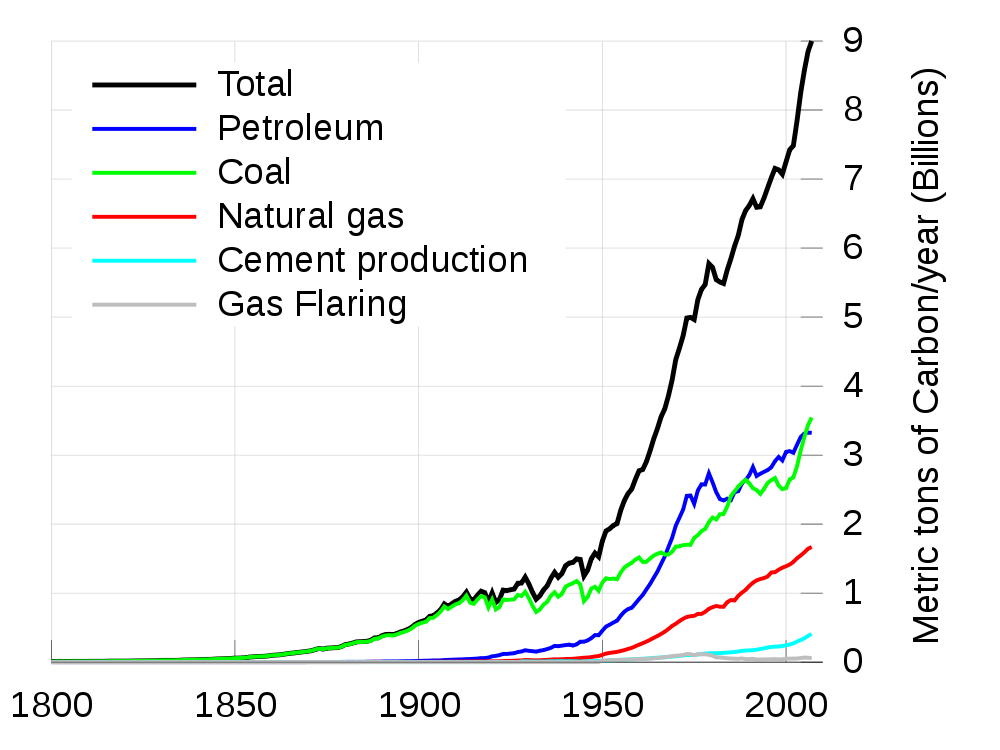 Total
Petroleum
Coal
Natural gas
Cement production
Gas Flaring
9
8
7
6
5
4
3
2
1
0
Metric tons of Carbon/year (Billions)
1800 1850 1900 1950 2000